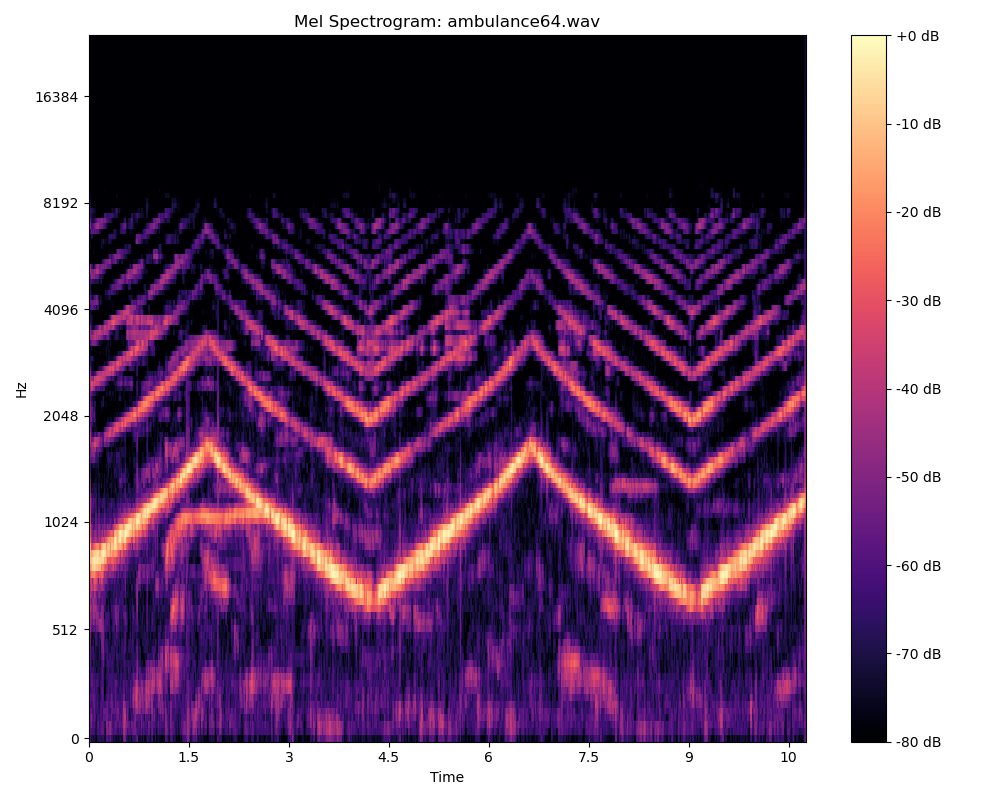 Mel Spectrogram: ambulance64.wav
+0 dB
16384
-10 dB
8192
-20 dB
4096
-30 dB
Hz
2048
-40 dB
-50 dB
1024
-60 dB
512
-70 dB
0
-80 dB
0 1.5 3 4.5 6 7.5 9 10
Time